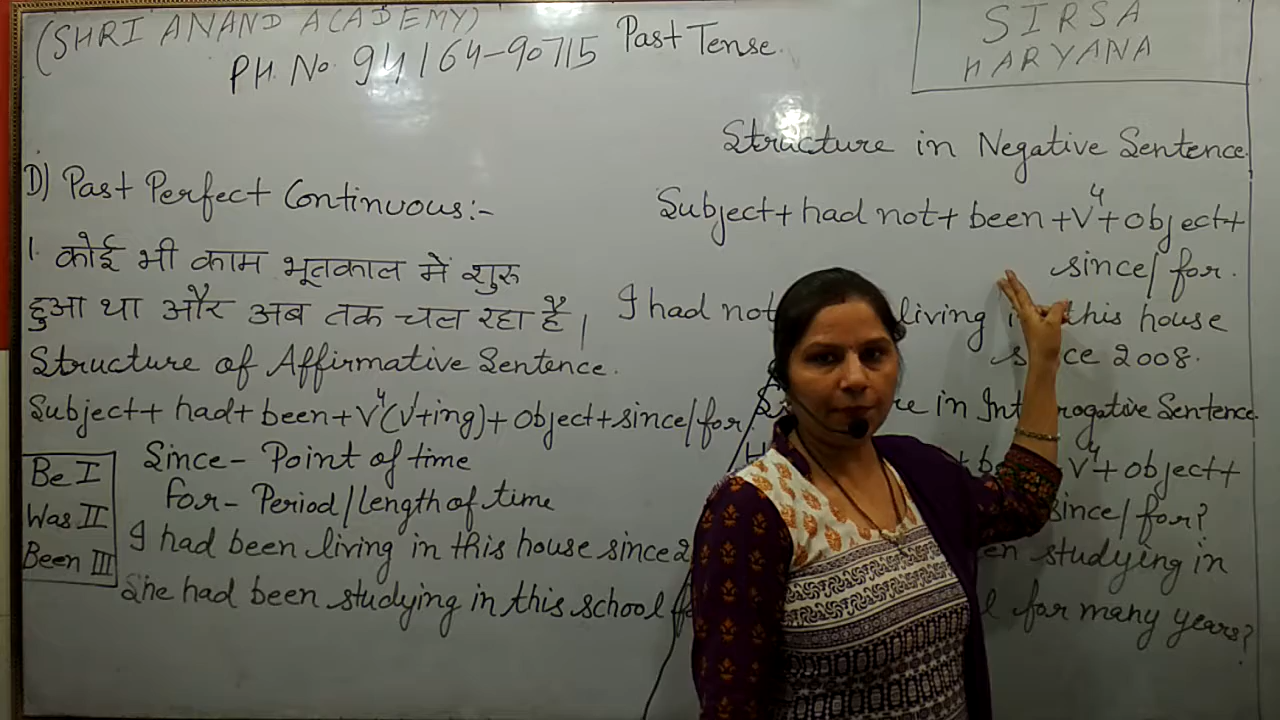 (SHRI ANAND ACADEMY)
PH. No. 94164-90715
Past Tense
SIRSA
HARYANA
D) Past Perfect Continuous:-
1. कोई भी काम भूतकाल में शुरू
हुआ था और अब तक चल रहा है।
Structure of Affirmative Sentence.
Subject + had + been + V⁴(V'+ing) + object + since/for.
Be I
Was II
Been III
Since - Point of time
for - Period/length of time
I had been living in this house since
She had been studying in this school
Structure in Negative Sentence.
Subject + had not + been + V⁴ + object +
since/for.
I had not living this house
2008.
in Sentence
V⁴ + object +
since/for?
studying in
for many years?